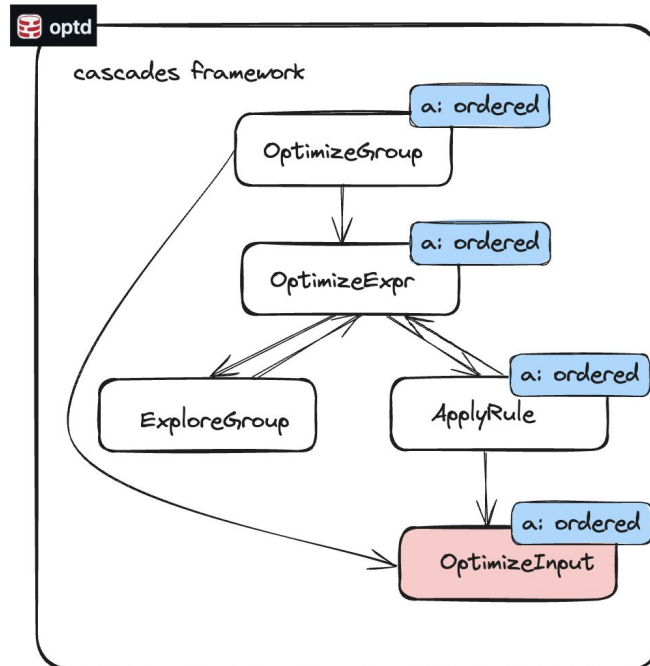 optd
cascades framework
a: ordered
OptimizeGroup
a: ordered
OptimizeExpr
a: ordered
ExploreGroup
ApplyRule
a: ordered
OptimizeInput